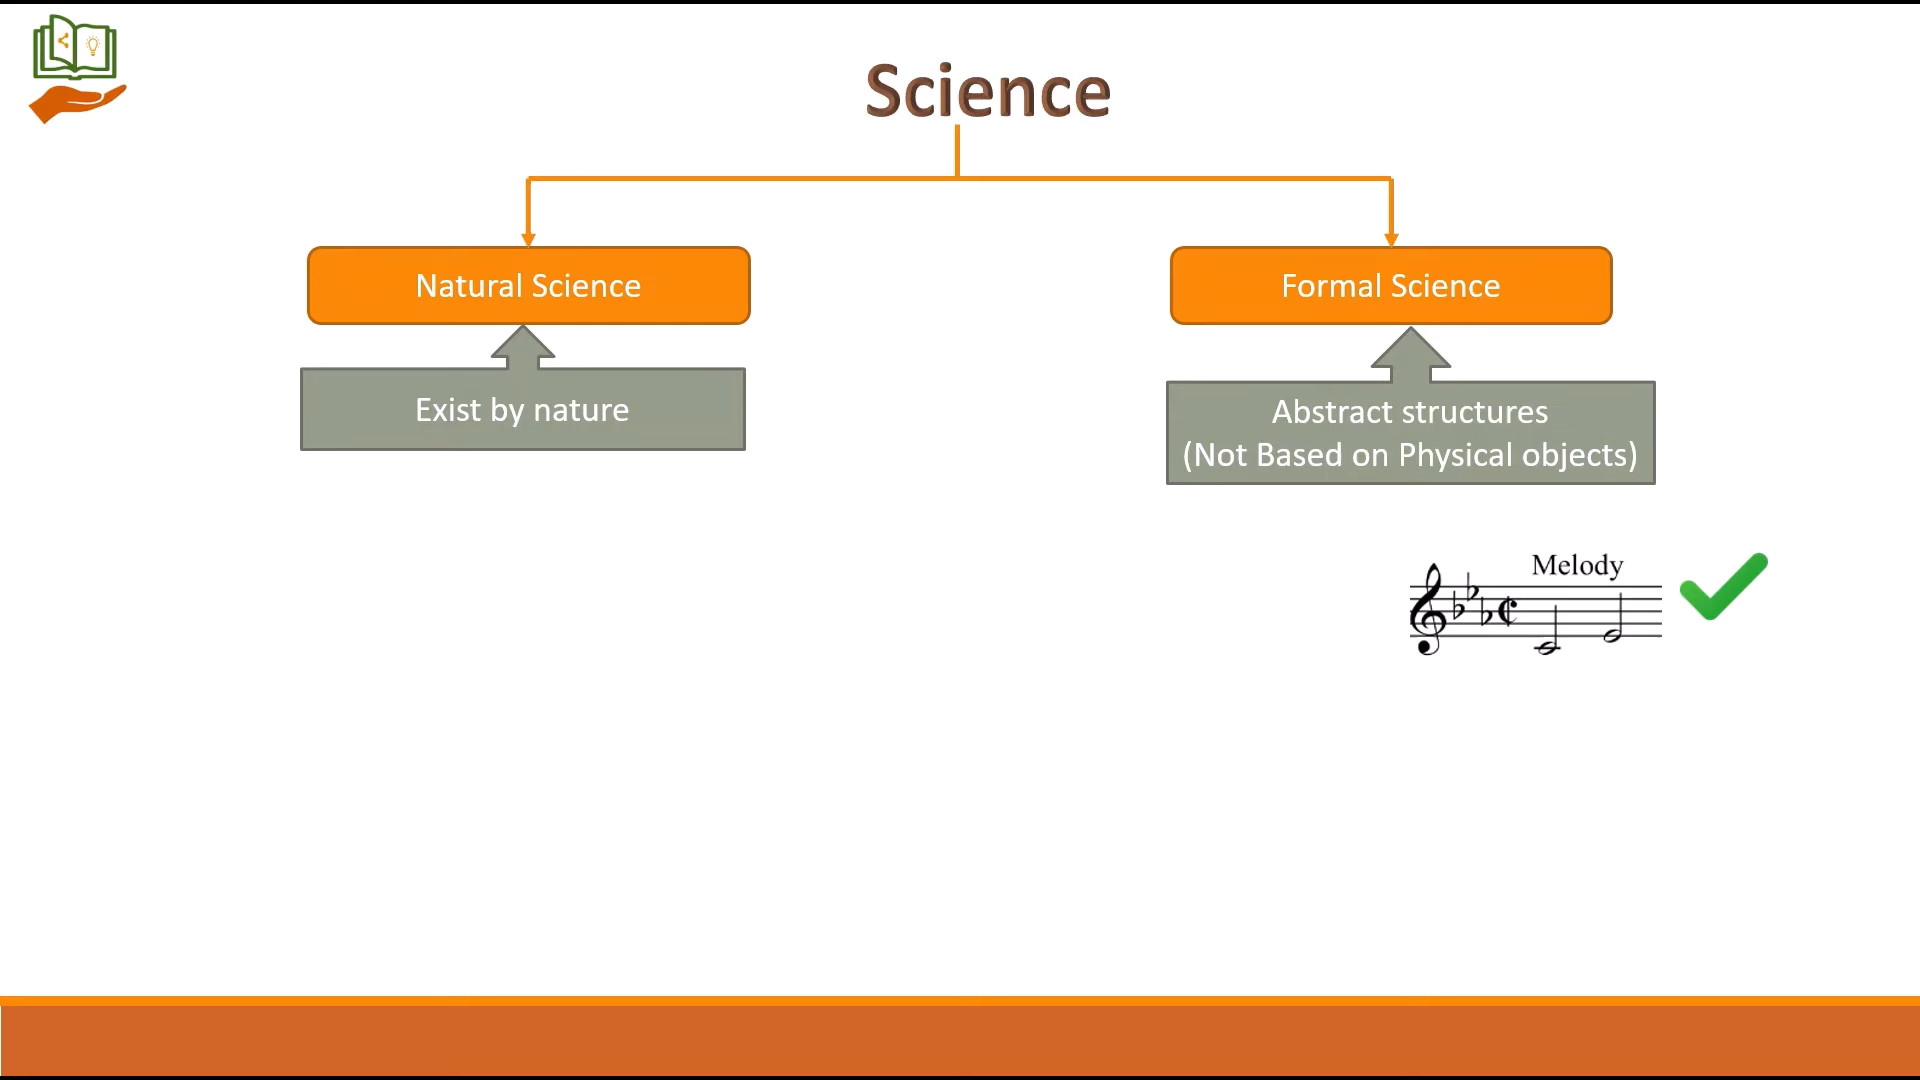 Science
Natural Science
Formal Science
Exist by nature
Abstract structures
(Not Based on Physical objects)
Melody